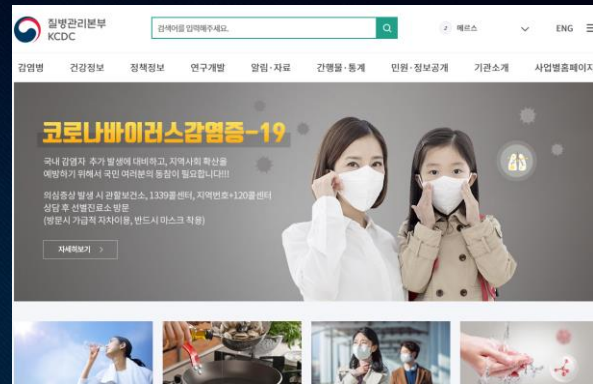 질병관리본부
KCDC
검색어를 입력해주세요.
2 메르스
ENG
감염병 건강정보 정책정보 연구개발 알림·자료 간행물·통계 민원·정보공개 기관소개 사업별홈페이지
코로나바이러스감염증-19
국내 감염자 추가 발생에 대비하고, 지역사회 확산을
예방하기 위해서 국민 여러분의 동참이 필요합니다!!!
의심증상 발생 시 관할보건소, 1339콜센터, 지역번호+120콜센터
상담 후 선별진료소 방문
(방문시 가급적 자차이용, 반드시 마스크 착용)
자세히보기 >